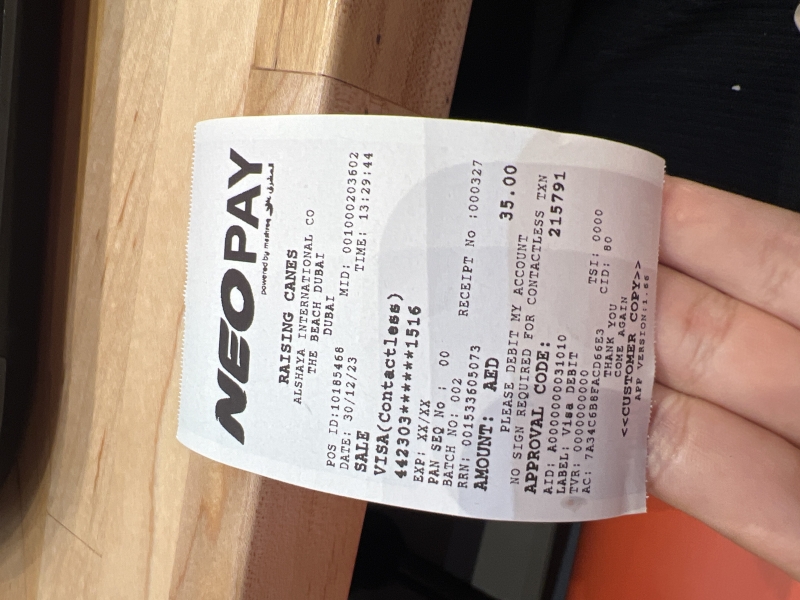 NEOPAY
powered by mashreq المشرق
RAISING CANES
ALSHAYA INTERNATIONAL CO
THE BEACH DUBAI
DUBAI
POS ID:10185468 MID: 001000203602
DATE: 30/12/23 TIME: 13:29:44
SALE
VISA(Contactless)
442303******1516
EXP: XX/XX
PAN SEQ No : 00
BATCH NO: 002
RRN: 001533605073 RECEIPT No :000327
AMOUNT: AED 35.00
PLEASE DEBIT MY ACCOUNT
NO SIGN REQUIRED FOR CONTACTLESS TXN
APPROVAL CODE: 215791
AID: A0000000031010
LABEL: Visa DEBIT
TVR: 0000000000 TSI: 0000
AC: 7A34C6B8FACD66E3 CID: 80
THANK YOU
COME AGAIN
<<CUSTOMER COPY>>
APP VERSION:1.66